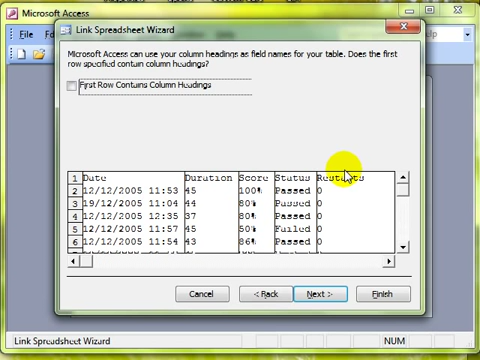 Microsoft Access
Link Spreadsheet Wizard
File
Help
Microsoft Access can use your column headings as field names for your table. Does the first
row specified contain column headings?
First Row Contains Column Headings
1 Date Duration Score Status Restarts
2 12/12/2005 11:53 45 100% Passed 0
3 19/12/2005 11:04 44 80% Passed 0
4 12/12/2005 12:35 37 80% Passed 0
5 12/12/2005 11:57 45 50% Failed 0
6 12/12/2005 11:54 43 86% Passed 0
Cancel < Back Next > Finish
Link Spreadsheet Wizard NUM